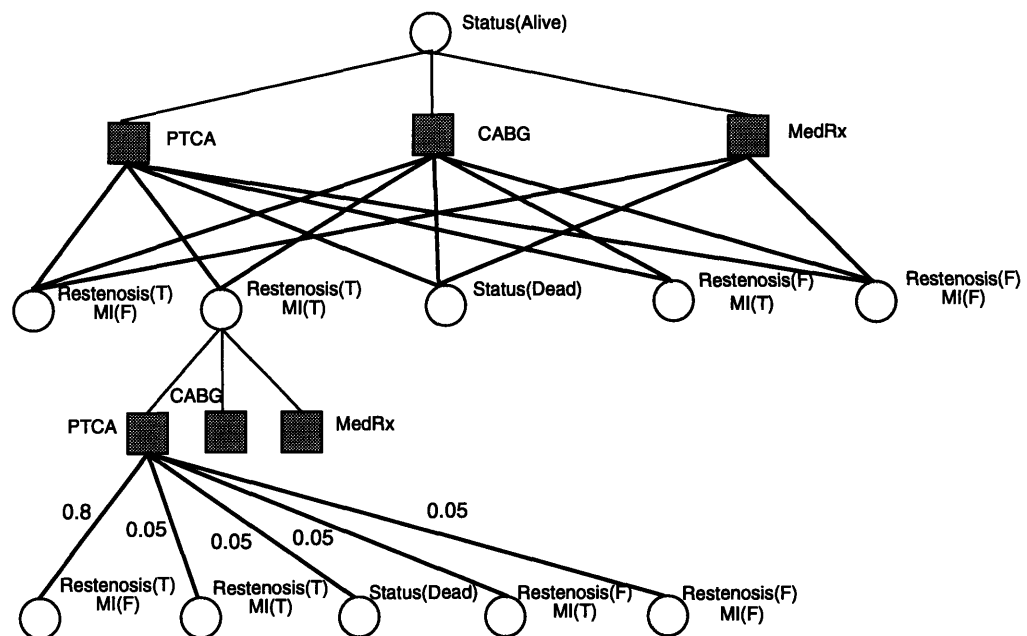 Status(Alive)
PTCA
CABG
MedRx
Restenosis(T)
MI(F)
Restenosis(T)
MI(T)
Status(Dead)
Restenosis(F)
MI(T)
Restenosis(F)
MI(F)
CABG
PTCA
MedRx
0.8
0.05
0.05
0.05
0.05
Restenosis(T)
MI(F)
Restenosis(T)
MI(T)
Status(Dead)
Restenosis(F)
MI(T)
Restenosis(F)
MI(F)